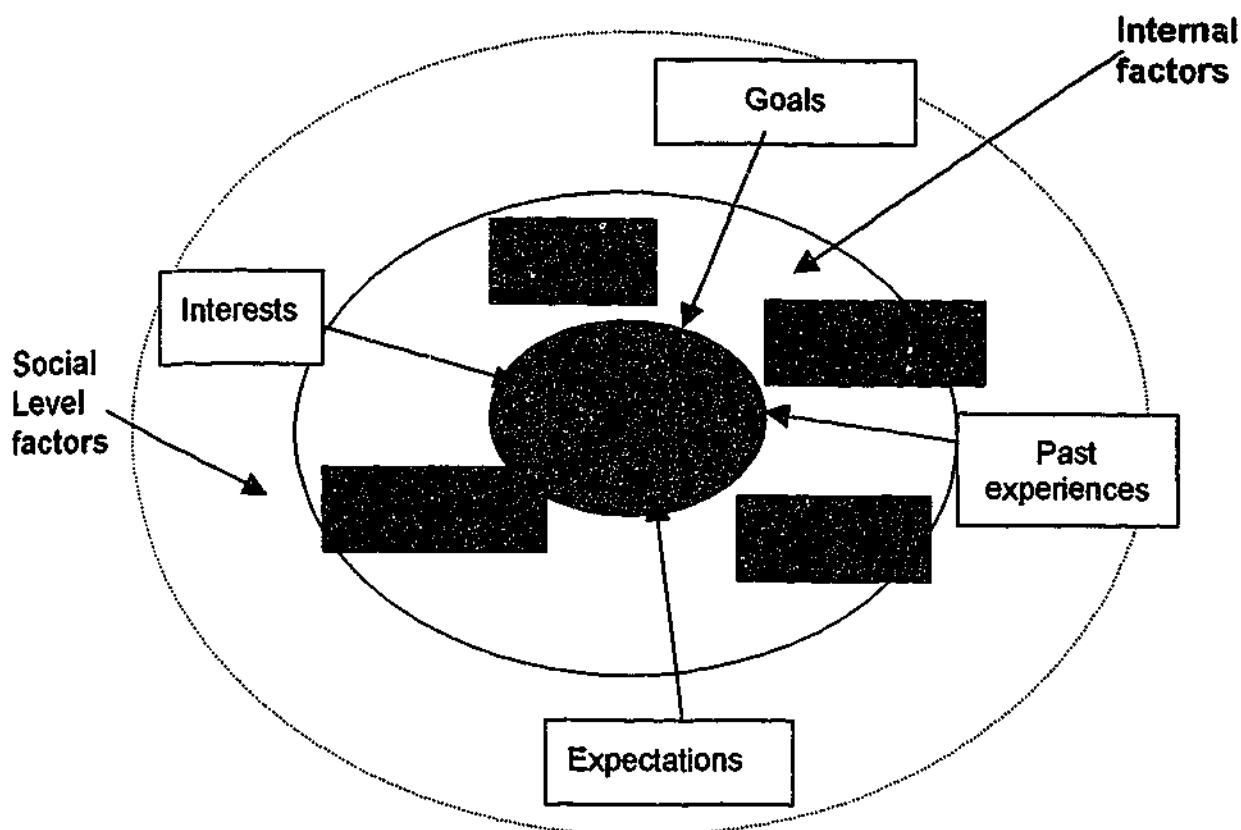 Internal
factors
Goals
Interests
Social
Level
factors
Past
experiences
Expectations